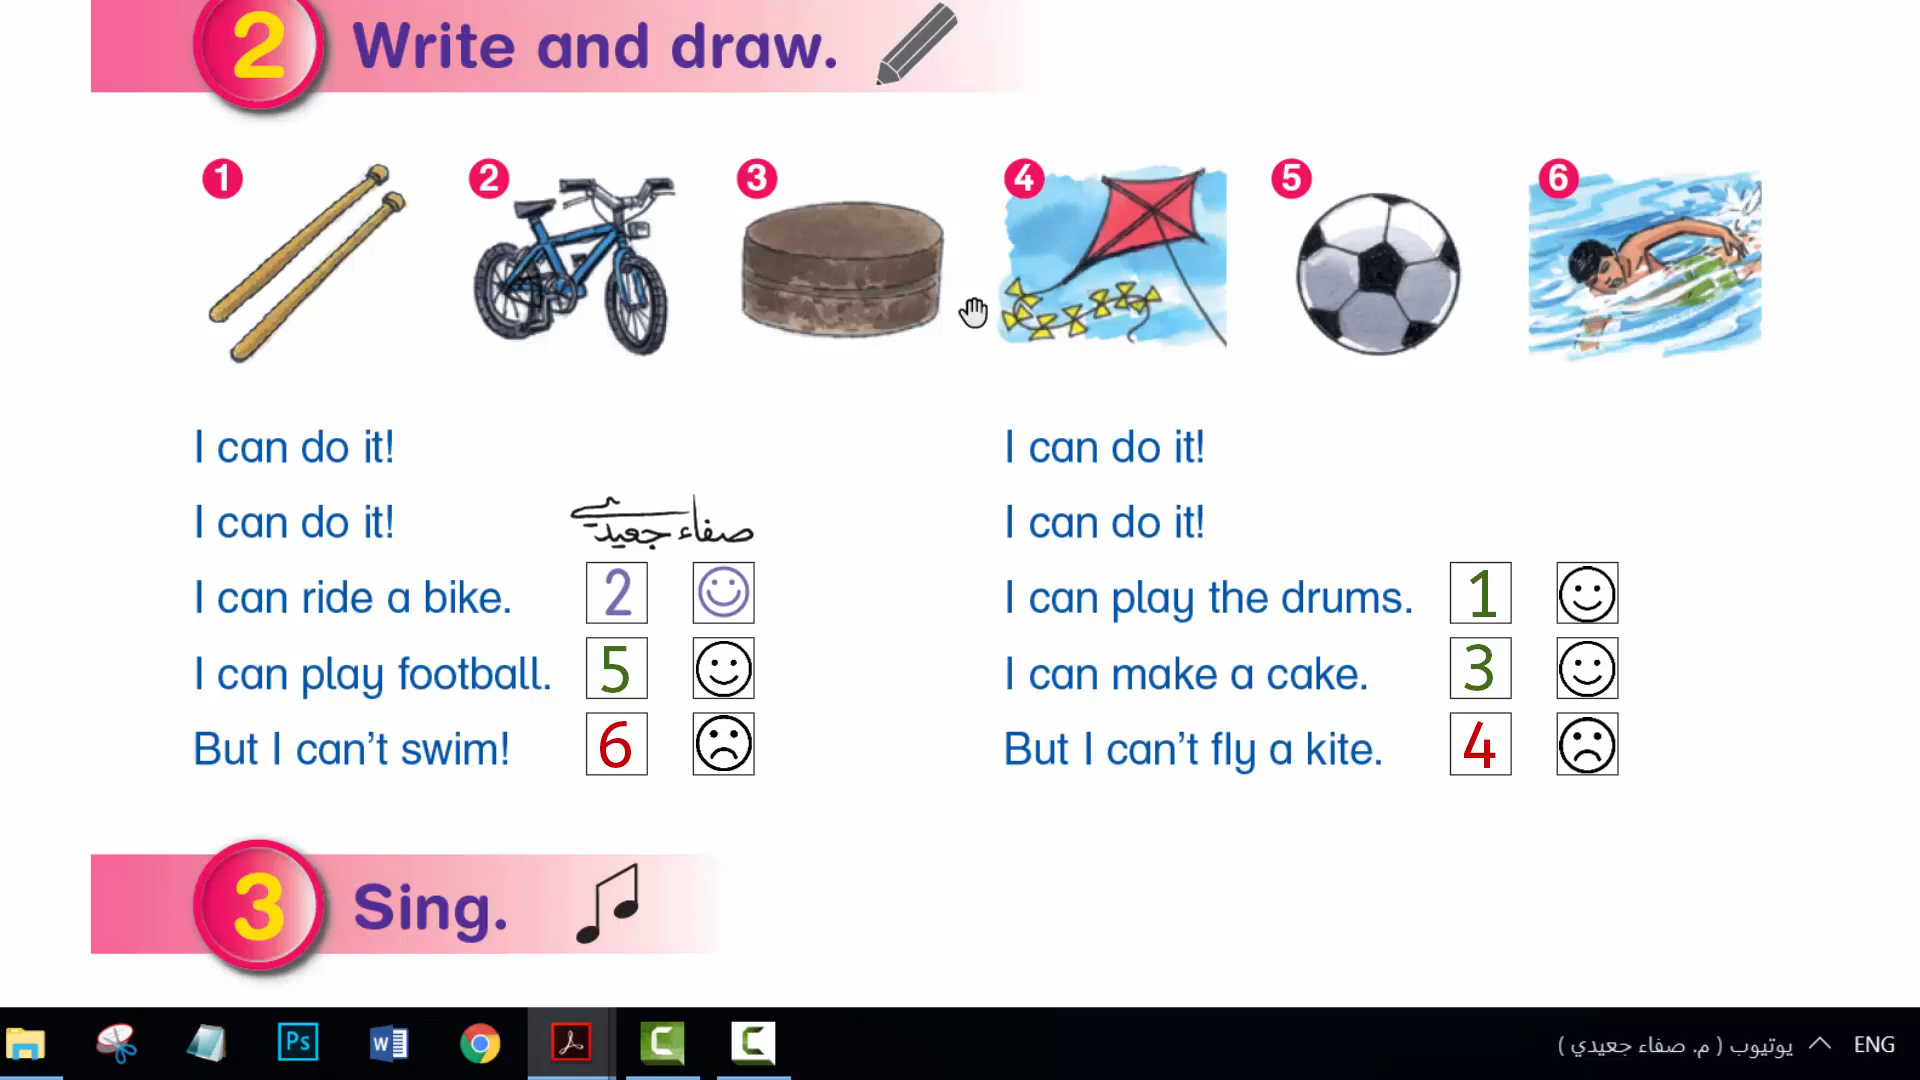 2 Write and draw.
1 2 3 4 5 6
I can do it!
I can do it!
صفاء جعيدي
I can ride a bike. 2
I can play football. 5
But I can't swim! 6
I can do it!
I can do it!
I can play the drums. 1
I can make a cake. 3
But I can't fly a kite. 4
3 Sing.
Ps W C C
يوتيوب ( م. صفاء جعيدي )
ENG